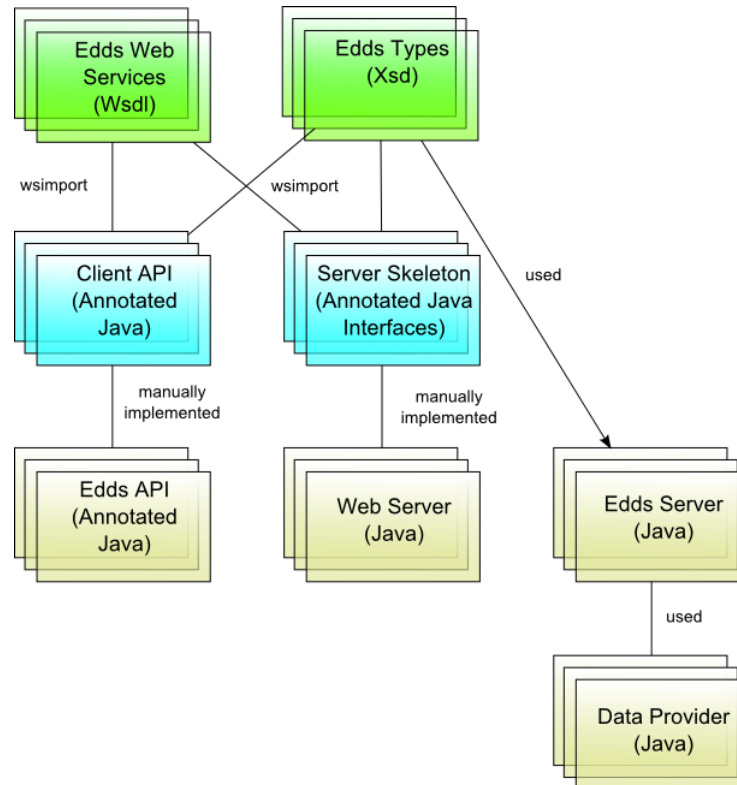 Edds Web
Services
(Wsdl)
Edds Types
(Xsd)
wsimport
wsimport
used
Client API
(Annotated
Java)
Server Skeleton
(Annotated Java
Interfaces)
manually
implemented
manually
implemented
Edds API
(Annotated
Java)
Web Server
(Java)
Edds Server
(Java)
used
Data Provider
(Java)